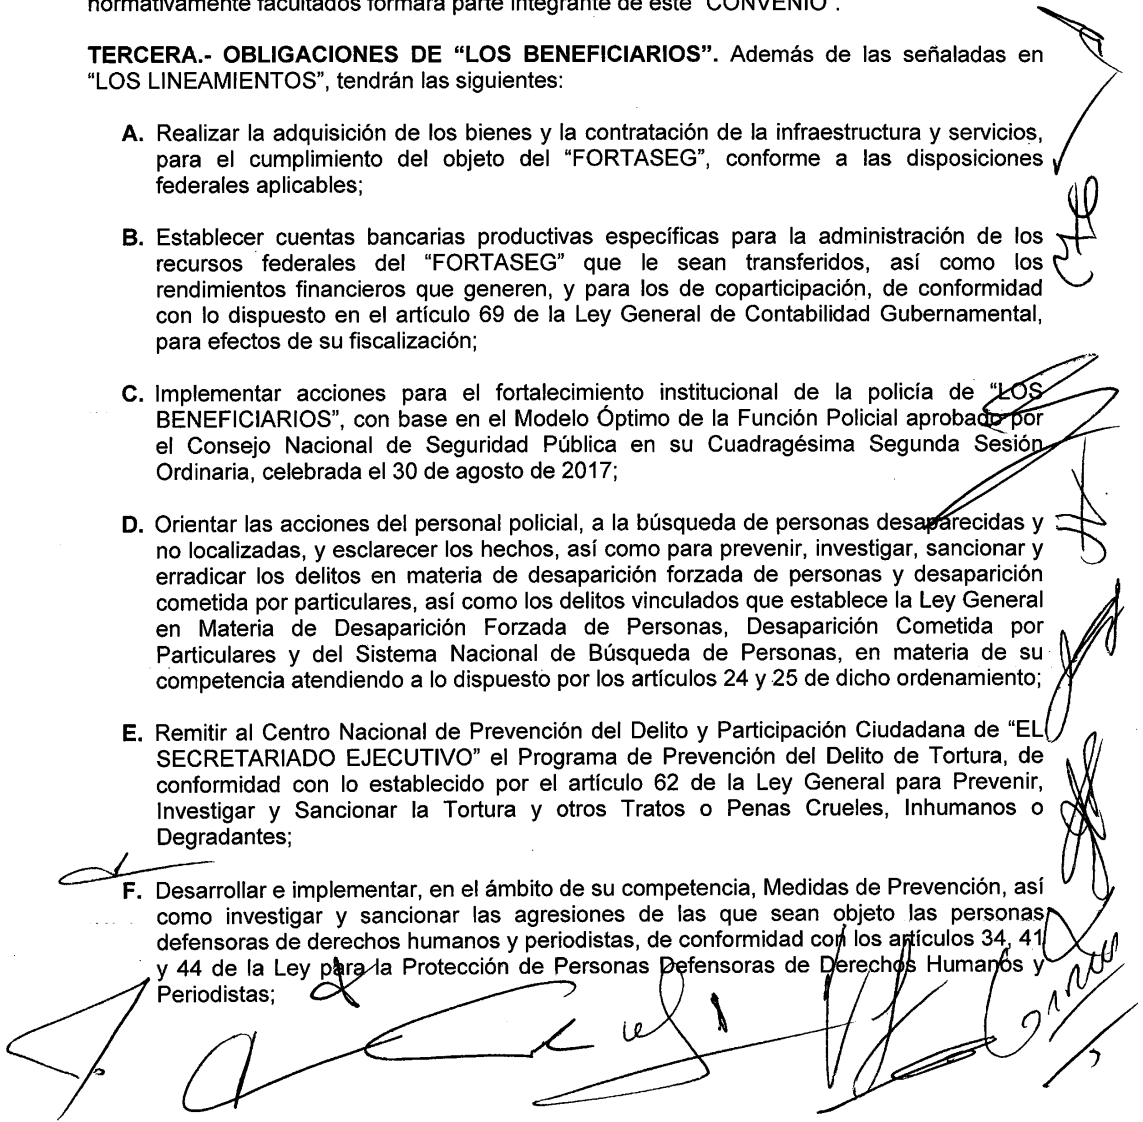 normativamente facultados formará parte integrante de este “CONVENIO”.
TERCERA.- OBLIGACIONES DE “LOS BENEFICIARIOS”. Además de las señaladas en
“LOS LINEAMIENTOS”, tendrán las siguientes:
A. Realizar la adquisición de los bienes y la contratación de la infraestructura y servicios,
para el cumplimiento del objeto del “FORTASEG”, conforme a las disposiciones
federales aplicables;
B. Establecer cuentas bancarias productivas específicas para la administración de los
recursos federales del “FORTASEG” que le sean transferidos, así como los
rendimientos financieros que generen, y para los de coparticipación, de conformidad
con lo dispuesto en el artículo 69 de la Ley General de Contabilidad Gubernamental,
para efectos de su fiscalización;
C. Implementar acciones para el fortalecimiento institucional de la policía de “LOS
BENEFICIARIOS”, con base en el Modelo Óptimo de la Función Policial aprobado por
el Consejo Nacional de Seguridad Pública en su Cuadragésima Segunda Sesión
Ordinaria, celebrada el 30 de agosto de 2017;
D. Orientar las acciones del personal policial, a la búsqueda de personas desaparecidas y
no localizadas, y esclarecer los hechos, así como para prevenir, investigar, sancionar y
erradicar los delitos en materia de desaparición forzada de personas y desaparición
cometida por particulares, así como los delitos vinculados que establece la Ley General
en Materia de Desaparición Forzada de Personas, Desaparición Cometida por
Particulares y del Sistema Nacional de Búsqueda de Personas, en materia de su
competencia atendiendo a lo dispuesto por los artículos 24 y 25 de dicho ordenamiento;
E. Remitir al Centro Nacional de Prevención del Delito y Participación Ciudadana de “EL
SECRETARIADO EJECUTIVO” el Programa de Prevención del Delito de Tortura, de
conformidad con lo establecido por el artículo 62 de la Ley General para Prevenir,
Investigar y Sancionar la Tortura y otros Tratos o Penas Crueles, Inhumanos o
Degradantes;
F. Desarrollar e implementar, en el ámbito de su competencia, Medidas de Prevención, así
como investigar y sancionar las agresiones de las que sean objeto las personas
defensoras de derechos humanos y periodistas, de conformidad con los artículos 34, 41
y 44 de la Ley para la Protección de Personas Defensoras de Derechos Humanos y
Periodistas;